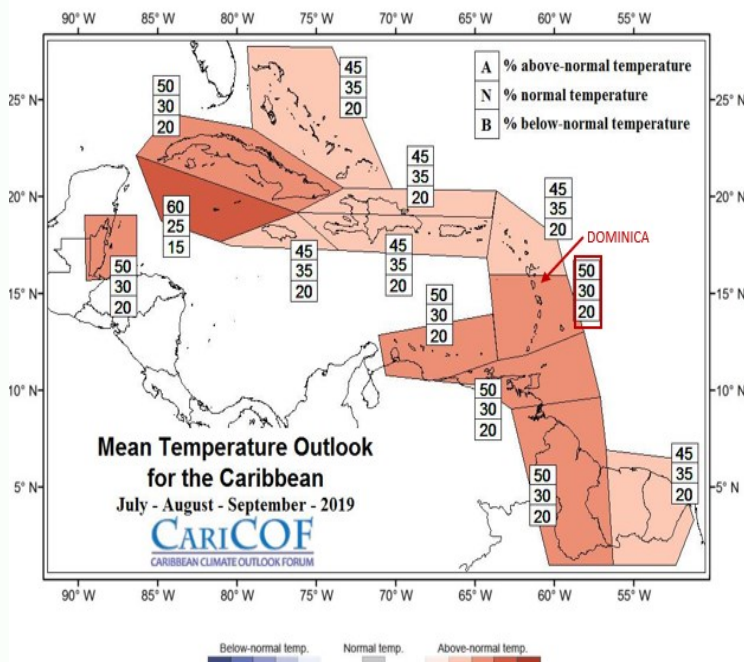 90° W 85° W 80° W 75° W 70° W 65° W 60° W 55° W
A % above-normal temperature
N % normal temperature
B % below-normal temperature
25° N
20° N
15° N
10° N
5° N
25° N
20° N
15° N
10° N
5° N
50
30
20
45
35
20
45
35
20
45
35
20
60
25
15
45
35
20
45
35
20
DOMINICA
50
30
20
50
30
20
50
30
20
50
30
20
50
30
20
45
35
20
Mean Temperature Outlook
for the Caribbean
July - August - September - 2019
CARICOF
CARIBBEAN CLIMATE OUTLOOK FORUM
90° W 85° W 80° W 75° W 70° W 65° W 60° W 55° W
Below-normal temp. Normal temp. Above-normal temp.